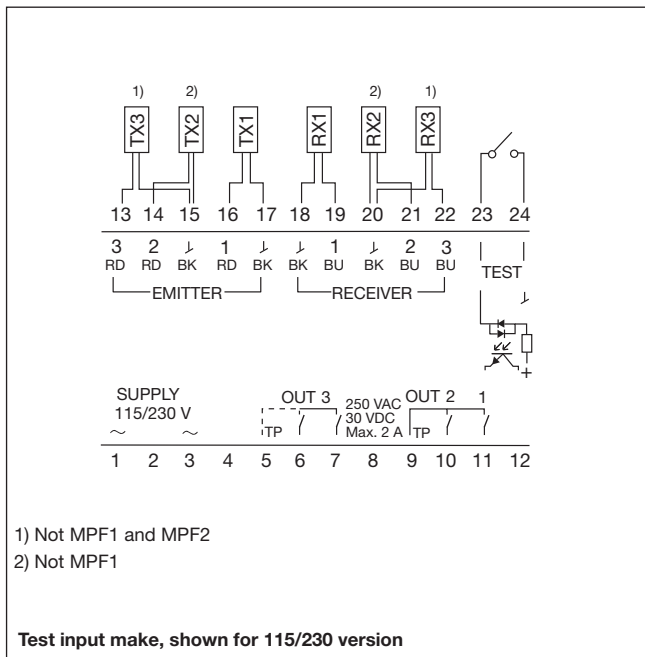 1) 2) 2) 1)
TX3 TX2 TX1 RX1 RX2 RX3
13 14 15 16 17 18 19 20 21 22 23 24
3 2 1 1 2 3
RD RD BK RD BK BK BU BK BU BU TEST
EMITTER RECEIVER
+
SUPPLY
115/230 V
~ ~
OUT 3 250 VAC OUT 2 1
30 VDC
TP Max. 2 A TP
1 2 3 4 5 6 7 8 9 10 11 12
1) Not MPF1 and MPF2
2) Not MPF1
Test input make, shown for 115/230 version